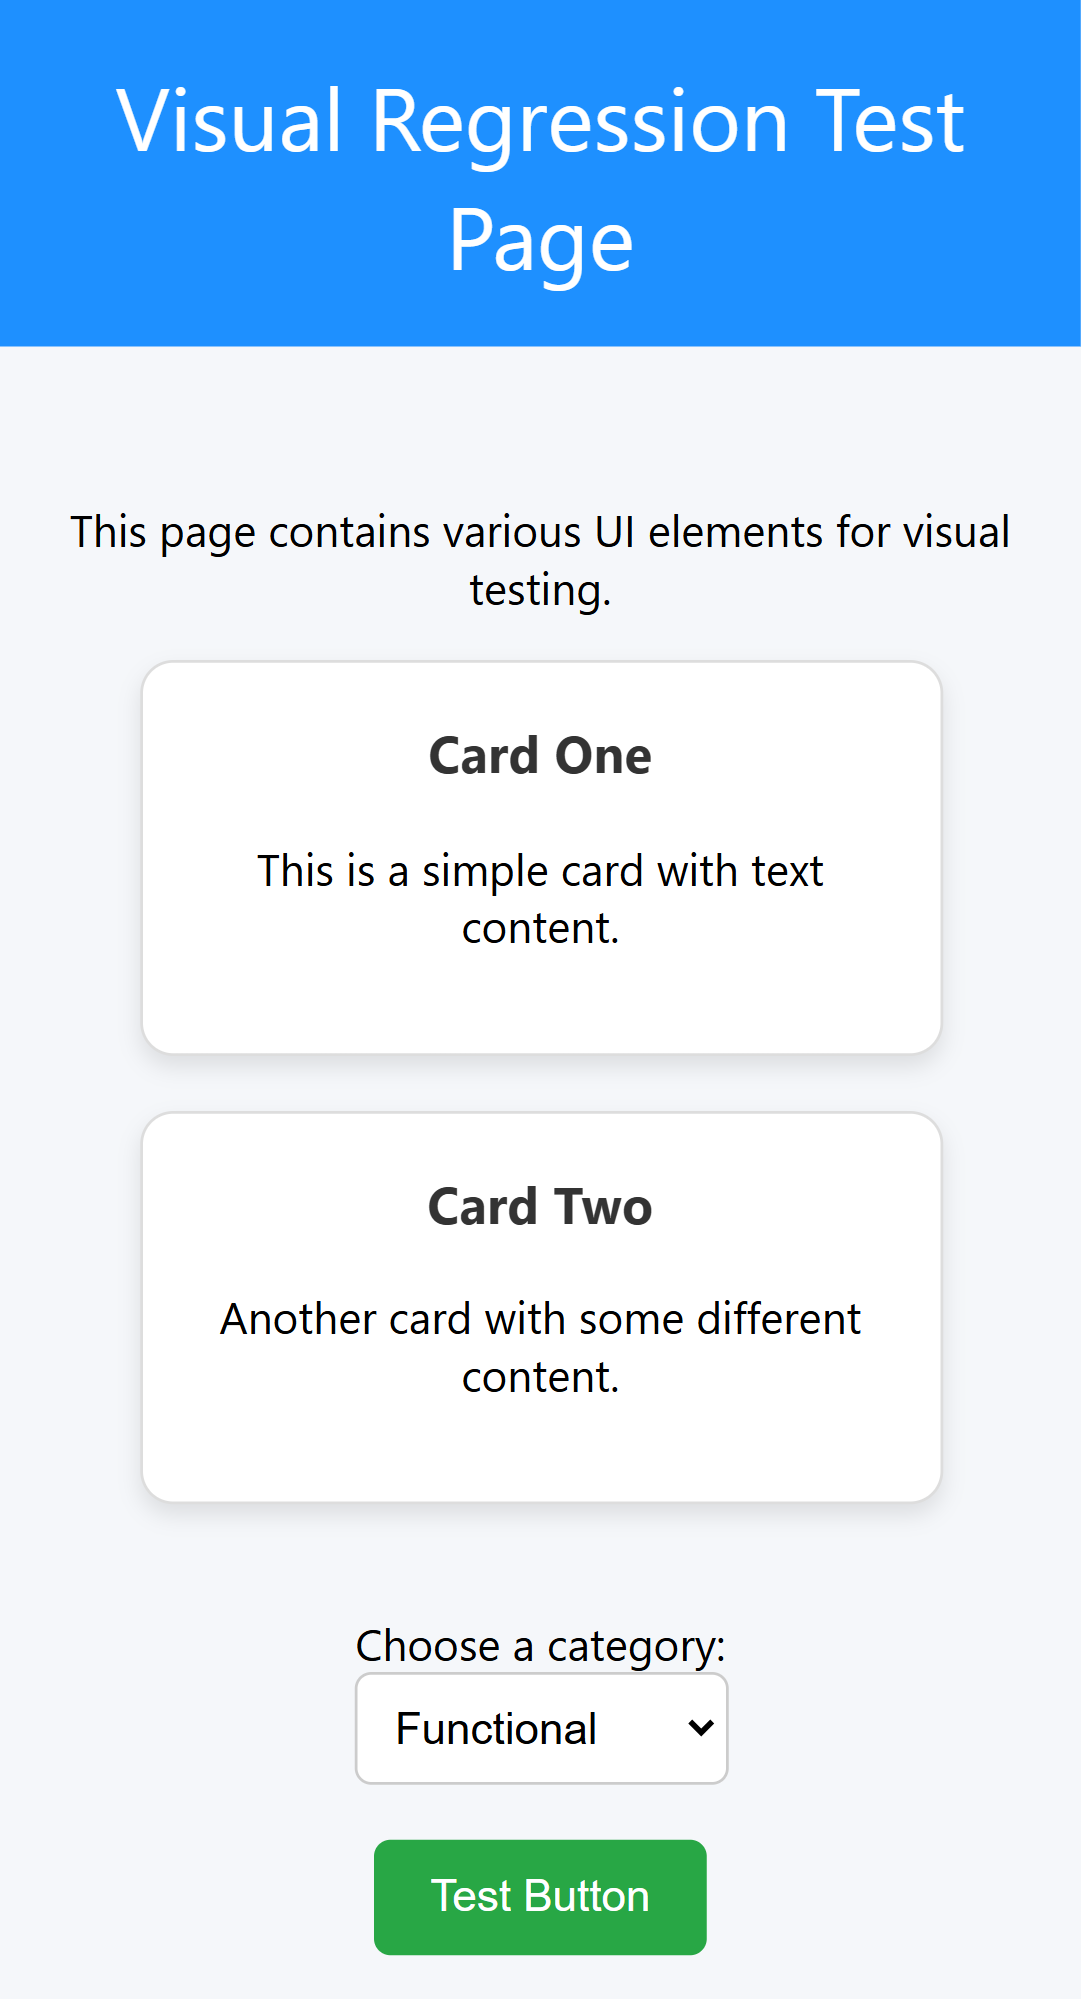 Visual Regression Test
Page
This page contains various UI elements for visual
testing.
Card One
This is a simple card with text
content.
Card Two
Another card with some different
content.
Choose a category:
Functional
Test Button